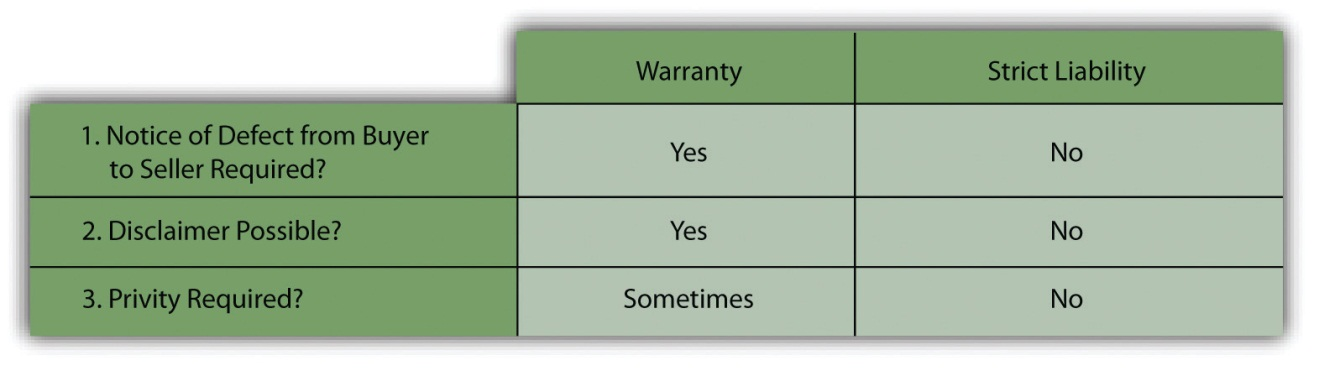 Warranty Strict Liability
1. Notice of Defect from Buyer
to Seller Required?
Yes No
2. Disclaimer Possible? Yes No
3. Privity Required? Sometimes No